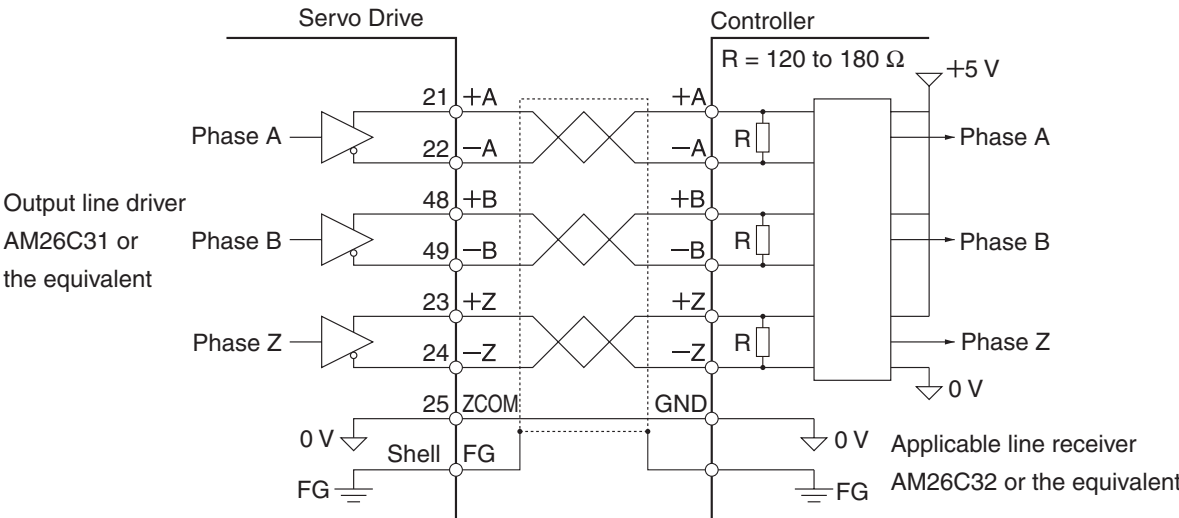 Servo Drive
Controller
R = 120 to 180 Ω
+5 V
21 +A
+A
Phase A
R
Phase A
22 −A
−A
Output line driver
AM26C31 or
the equivalent
48 +B
+B
Phase B
R
Phase B
49 −B
−B
23 +Z
+Z
Phase Z
R
Phase Z
24 −Z
−Z
0 V
25 ZCOM
GND
0 V
0 V
Shell FG
FG
FG
Applicable line receiver
AM26C32 or the equivalent